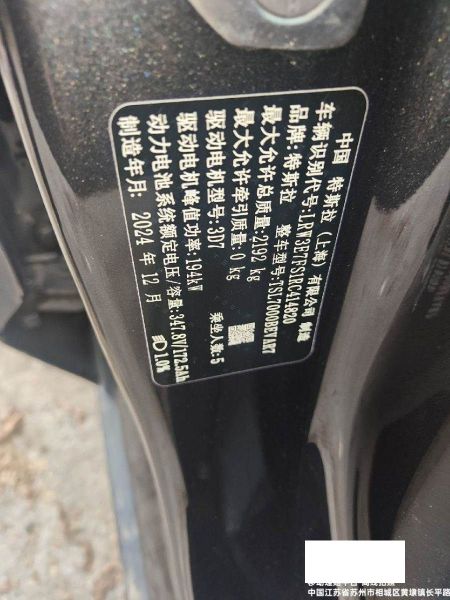 中国 特斯拉（上海）有限公司 制造
车辆识别代号:LRW3E7FS1RC414820
品牌:特斯拉 整车型号:TSL7000BEVAR7
最大允许总质量:2192 kg
最大允许牵引质量:0 kg
驱动电机型号:3D7 乘坐人数:5
驱动电机峰值功率:194kW
动力电池系统额定电压/容量:347.8V/172.5Ah
制造年月: 2024 年 12 月 1.0%
中国江苏省苏州市相城区黄埭镇长平路